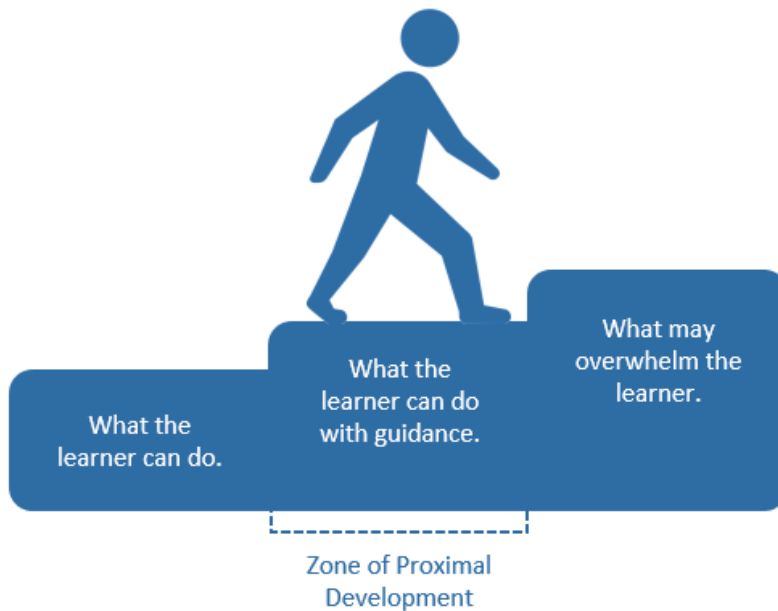 What the
learner can do.
What the
learner can do
with guidance.
What may
overwhelm the
learner.
Zone of Proximal
Development